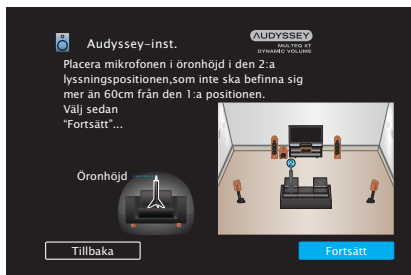 Audyssey-inst.
AUDYSSEY
MULTEQ XT
DYNAMIC VOLUME
Placera mikrofonen i öronhöjd i den 2:a
lyssningspositionen,som inte ska befinna sig
mer än 60cm från den 1:a positionen.
Välj sedan
“Fortsätt”...
Öronhöjd
2
Tillbaka
Fortsätt